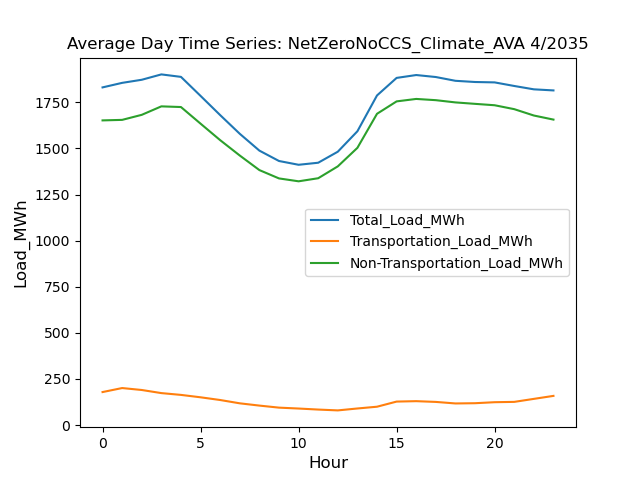 Average Day Time Series: NetZeroNoCCS_Climate_AVA 4/2035
Load_MWh
1750
1500
1250
1000
750
500
250
0
Total_Load_MWh
Transportation_Load_MWh
Non-Transportation_Load_MWh
0 5 10 15 20
Hour